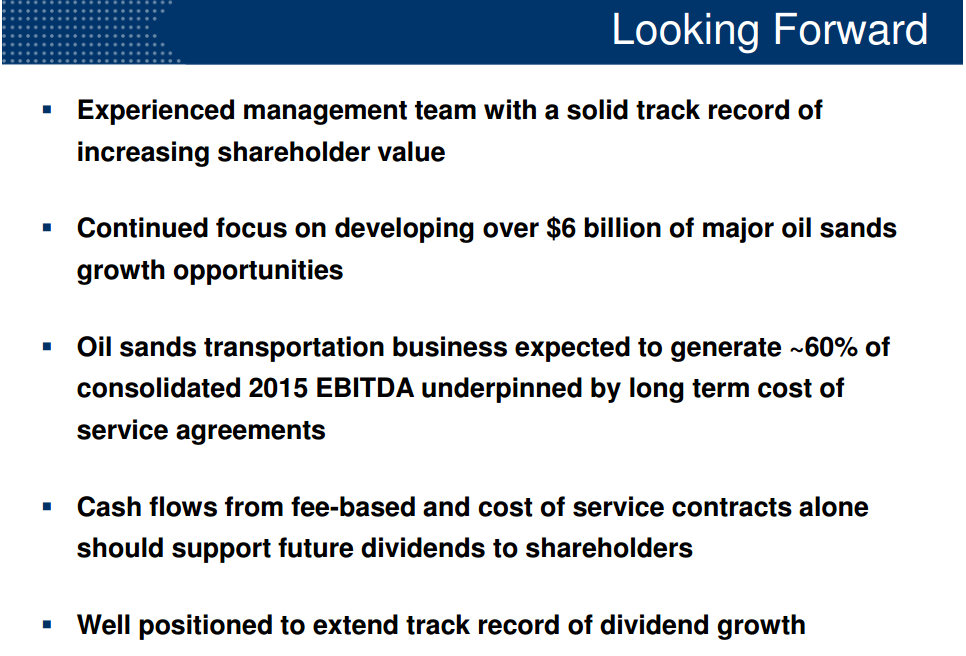 Looking Forward
▪ Experienced management team with a solid track record of
increasing shareholder value
▪ Continued focus on developing over $6 billion of major oil sands
growth opportunities
▪ Oil sands transportation business expected to generate ~60% of
consolidated 2015 EBITDA underpinned by long term cost of
service agreements
▪ Cash flows from fee-based and cost of service contracts alone
should support future dividends to shareholders
▪ Well positioned to extend track record of dividend growth